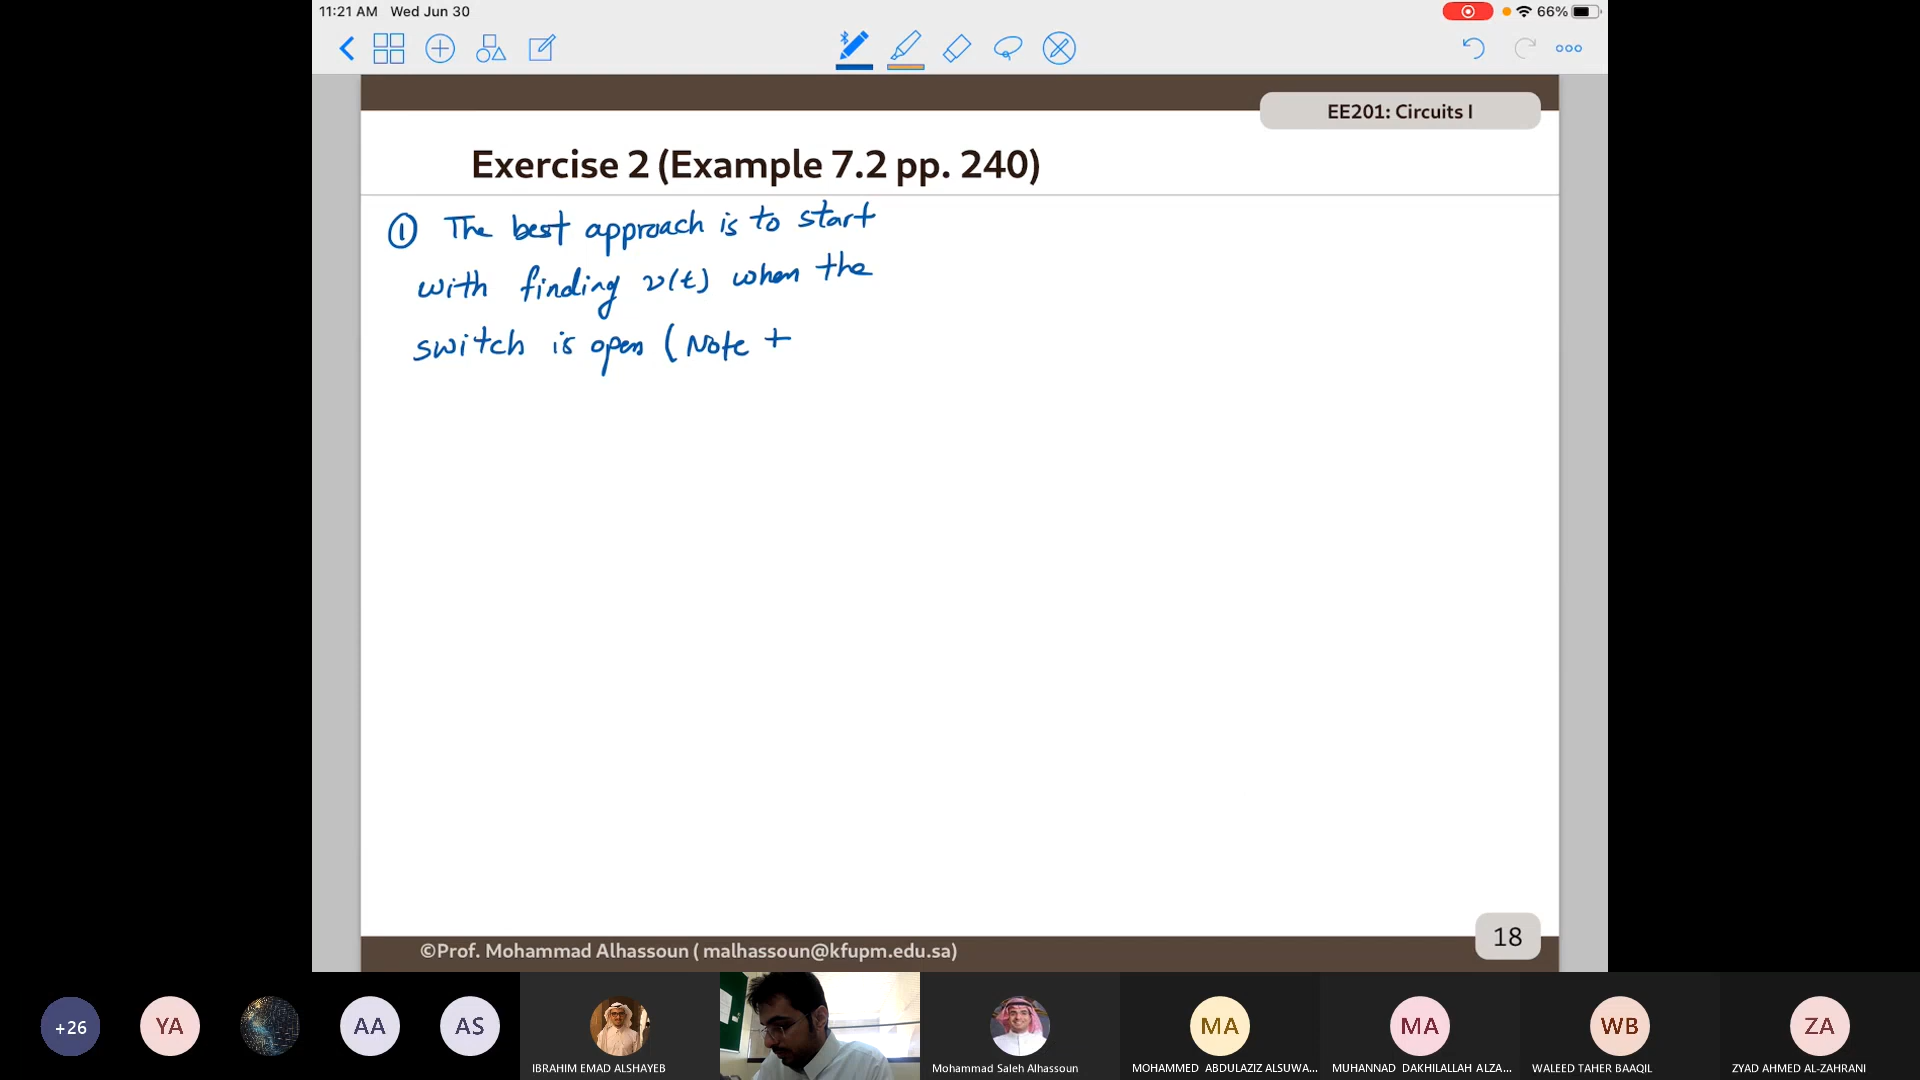 11:21 AM Wed Jun 30
66%
EE201: Circuits I
Exercise 2 (Example 7.2 pp. 240)
① The best approach is to start
with finding v(t) when the
switch is open (Note t
18
©Prof. Mohammad Alhassoun ( malhassoun@kfupm.edu.sa)
+26
YA
AA
AS
IBRAHIM EMAD ALSHAYEB
Mohammad Saleh Alhassoun
MA
MOHAMMED ABDULAZIZ ALSUWA...
MA
MUHANNAD DAKHILALLAH ALZA...
WB
WALEED TAHER BAAQIL
ZA
ZYAD AHMED AL-ZAHRANI